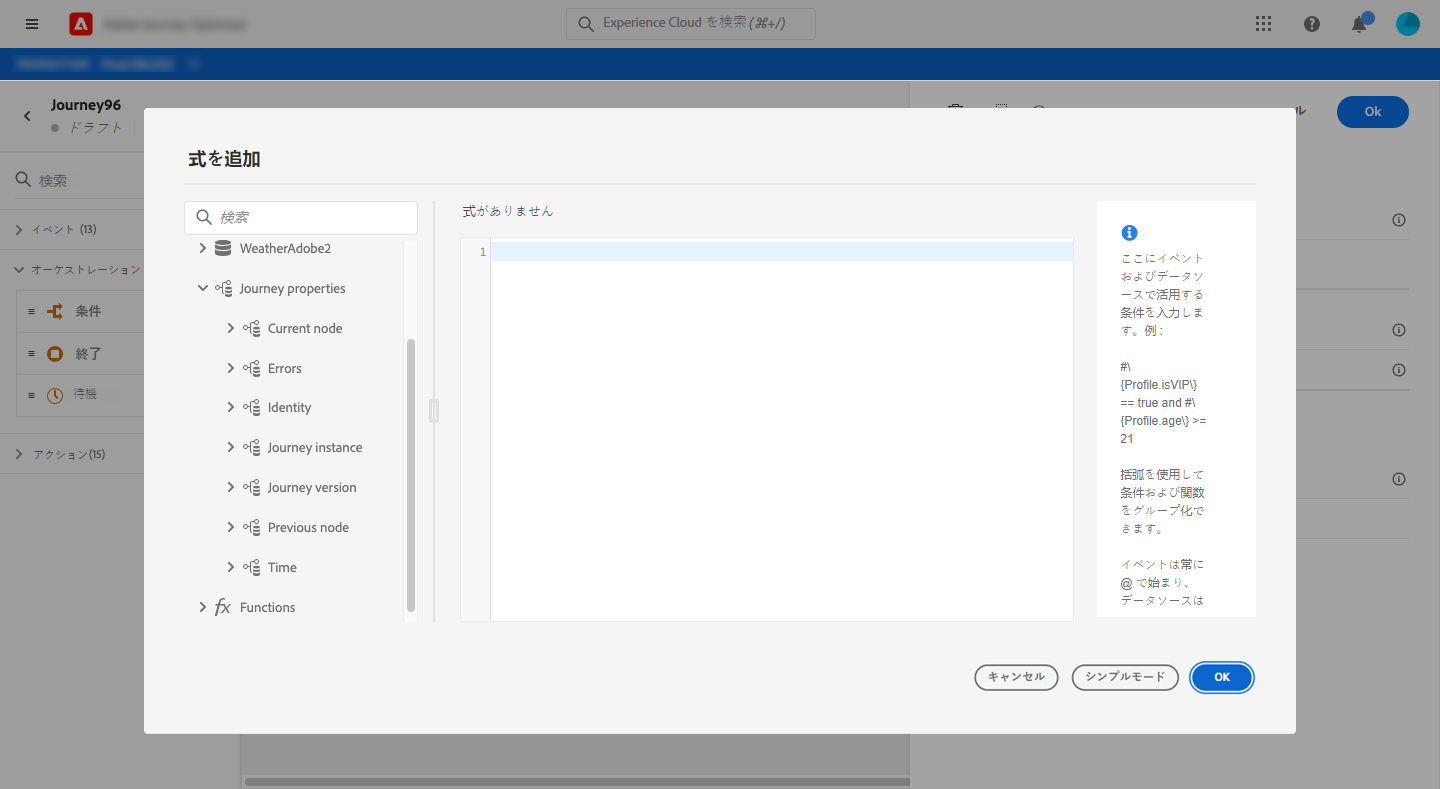 Experience Cloud を検索 (⌘+/)
Journey96
ドラフト
Ok
検索
イベント (13)
オーケストレーション
条件
終了
待機
アクション(15)
式を追加
検索
WeatherAdobe2
Journey properties
Current node
Errors
Identity
Journey instance
Journey version
Previous node
Time
Functions
式がありません
1
ここにイベント
およびデータソ
ースで活用する
条件を入力しま
す。例 :
#\
{Profile.isVIP\}
== true and #\
{Profile.age\} >=
21
括弧を使用して
条件および関数
をグループ化で
きます。
イベントは常に
@ で始まり、
データソースは
キャンセル
シンプルモード
OK